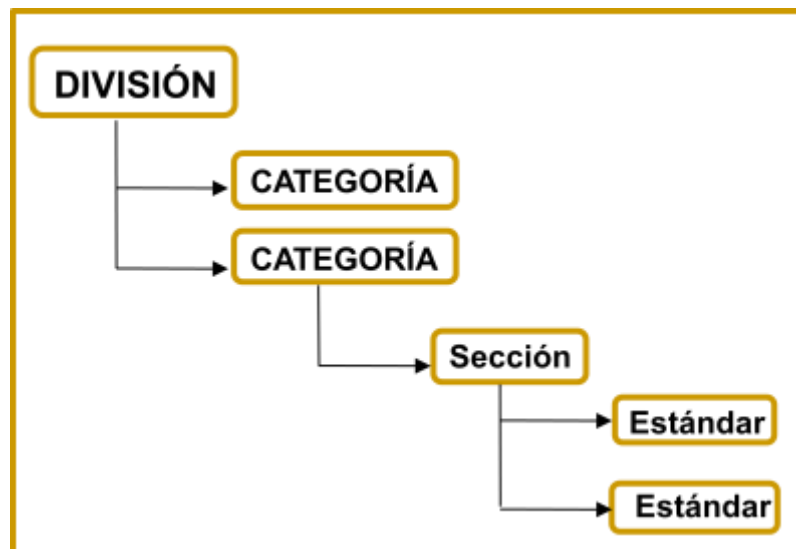 DIVISIÓN
CATEGORÍA
CATEGORÍA
Sección
Estándar
Estándar